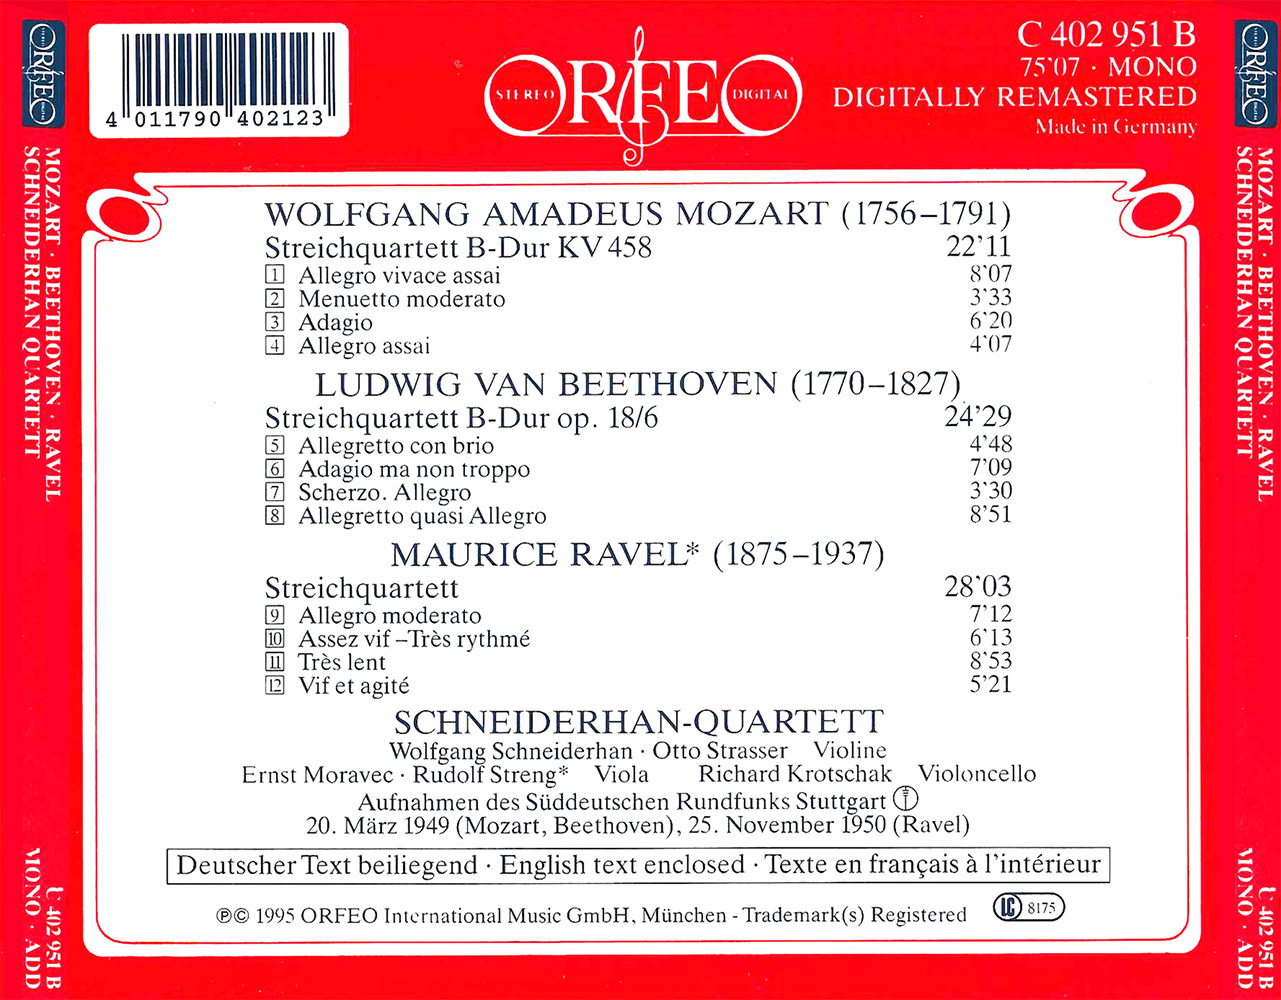 C 402 951 B
75'07 · MONO
DIGITALLY REMASTERED
Made in Germany
STEREO ORFEO DIGITAL
4 011790 402123
WOLFGANG AMADEUS MOZART (1756–1791)
Streichquartett B-Dur KV 458 22'11
1 Allegro vivace assai 8'07
2 Menuetto moderato 3'33
3 Adagio 6'20
4 Allegro assai 4'07
LUDWIG VAN BEETHOVEN (1770–1827)
Streichquartett B-Dur op. 18/6 24'29
5 Allegretto con brio 4'48
6 Adagio ma non troppo 7'09
7 Scherzo. Allegro 3'30
8 Allegretto quasi Allegro 8'51
MAURICE RAVEL* (1875–1937)
Streichquartett 28'03
9 Allegro moderato 7'12
10 Assez vif – Très rythmé 6'13
11 Très lent 8'53
12 Vif et agité 5'21
SCHNEIDERHAN-QUARTETT
Wolfgang Schneiderhan · Otto Strasser Violine
Ernst Moravec · Rudolf Streng* Viola Richard Krotschak Violoncello
Aufnahmen des Süddeutschen Rundfunks Stuttgart
20. März 1949 (Mozart, Beethoven), 25. November 1950 (Ravel)
Deutscher Text beiliegend · English text enclosed · Texte en français à l'intérieur
℗© 1995 ORFEO International Music GmbH, München - Trademark(s) Registered LC 8175
ORFEO
MOZART · BEETHOVEN · RAVEL
SCHNEIDERHAN QUARTETT
C 402 951 B
MONO · ADD
ORFEO
MOZART · BEETHOVEN · RAVEL
SCHNEIDERHAN QUARTETT
C 402 951 B
MONO · ADD